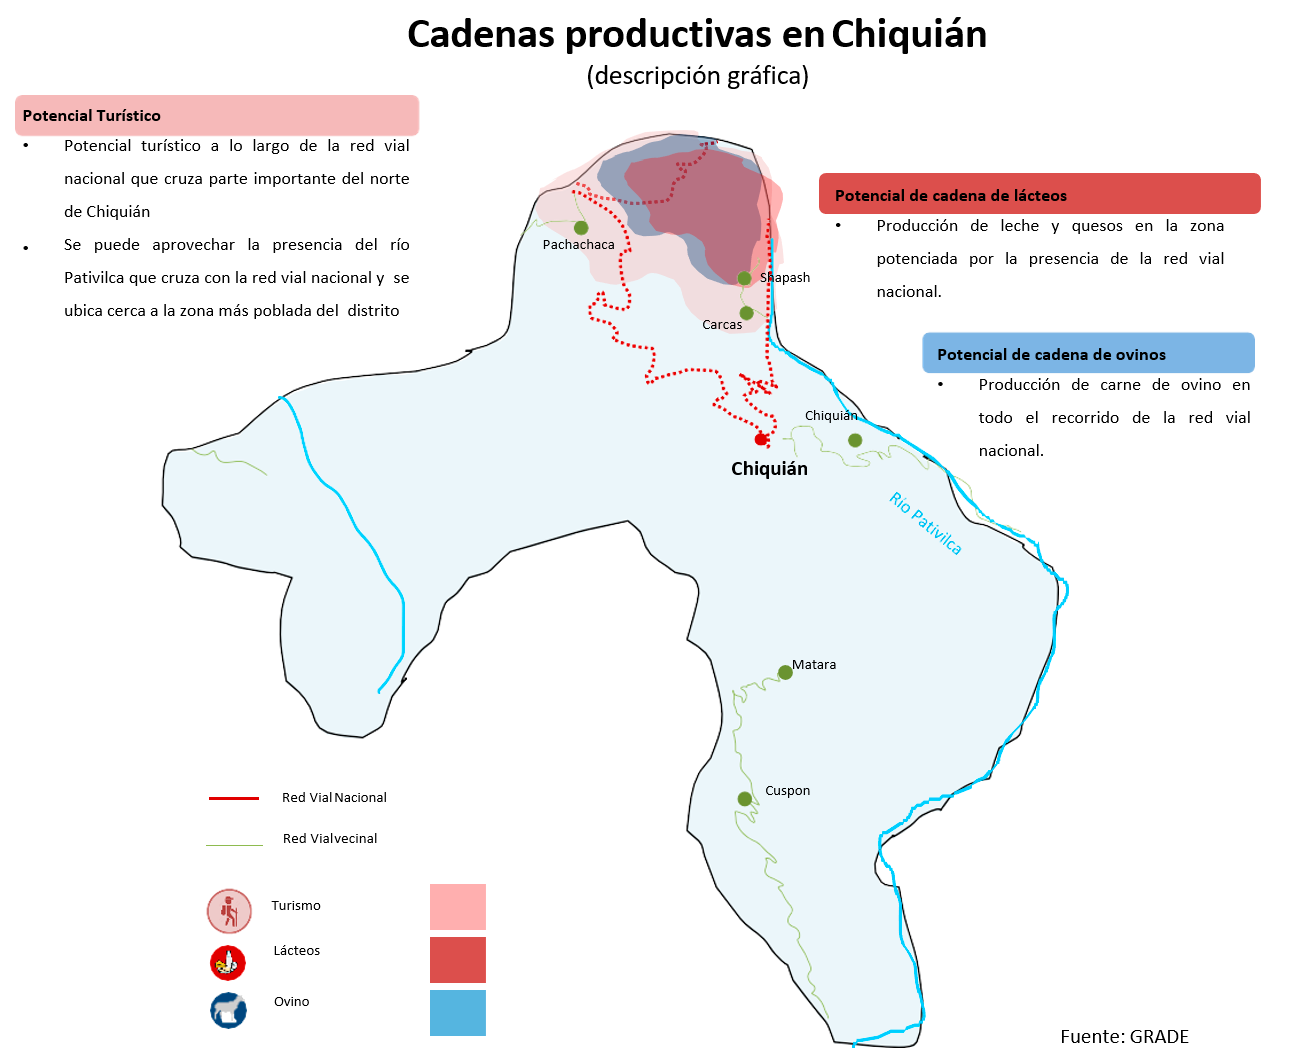 Cadenas productivas en Chiquián
(descripción gráfica)
Potencial Turístico
• Potencial turístico a lo largo de la red vial
nacional que cruza parte importante del norte
de Chiquián
• Se puede aprovechar la presencia del río
Pativilca que cruza con la red vial nacional y se
ubica cerca a la zona más poblada del distrito
Potencial de cadena de lácteos
• Producción de leche y quesos en la zona
potenciada por la presencia de la red vial
nacional.
Potencial de cadena de ovinos
• Producción de carne de ovino en
todo el recorrido de la red vial
nacional.
Pachachaca
Shapash
Carcas
Chiquián
Chiquián
Río Pativilca
Matara
Cuspon
Red Vial Nacional
Red Vial vecinal
Turismo
Lácteos
Ovino
Fuente: GRADE